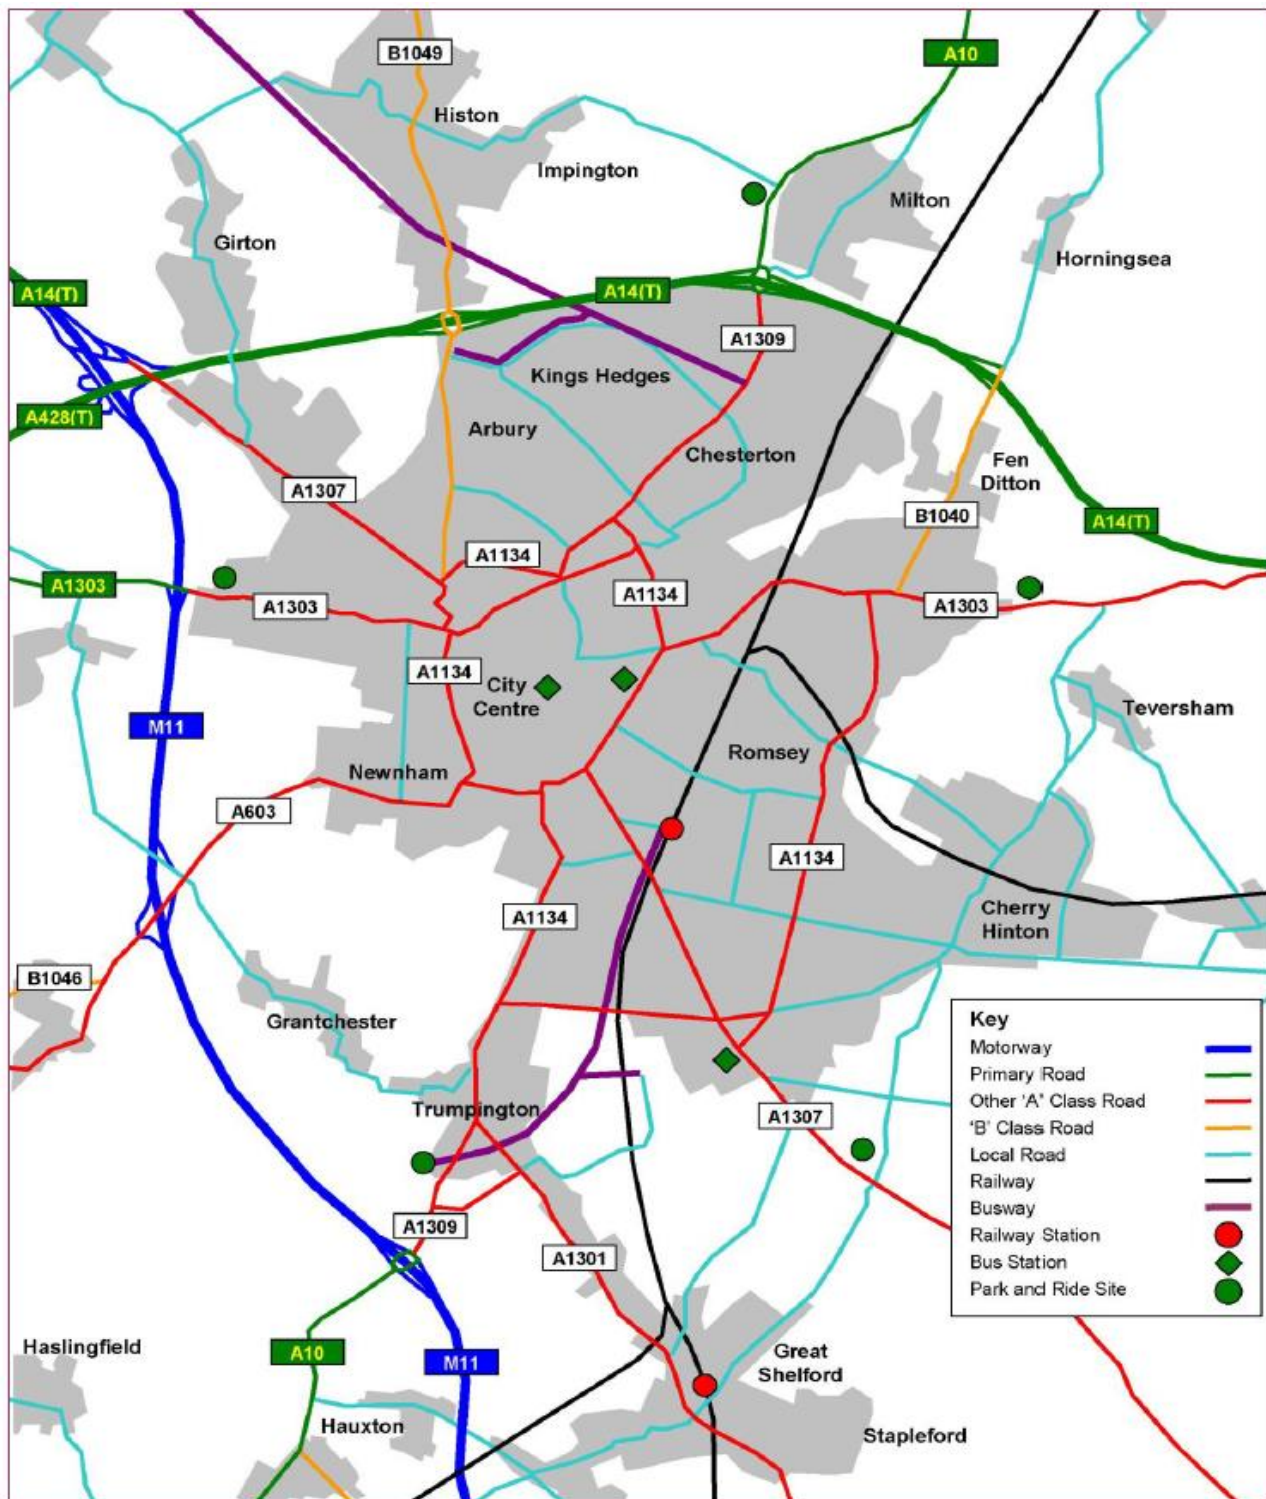 B1049
A10
Histon
Impington
Milton
Girton
Horningsea
A14(T)
A14(T)
A1309
Kings Hedges
A428(T)
Arbury
Chesterton
Fen
Ditton
A1307
B1040
A14(T)
A1134
A1303
A1303
A1134
A1303
A1134
City
Centre
Teversham
M11
Romsey
Newnham
A603
A1134
A1134
Cherry
Hinton
B1046
Grantchester
Trumpington
A1307
A1309
A1301
Haslingfield
A10
M11
Great
Shelford
Hauxton
Stapleford
Key
Motorway
Primary Road
Other 'A' Class Road
'B' Class Road
Local Road
Railway
Busway
Railway Station
Bus Station
Park and Ride Site